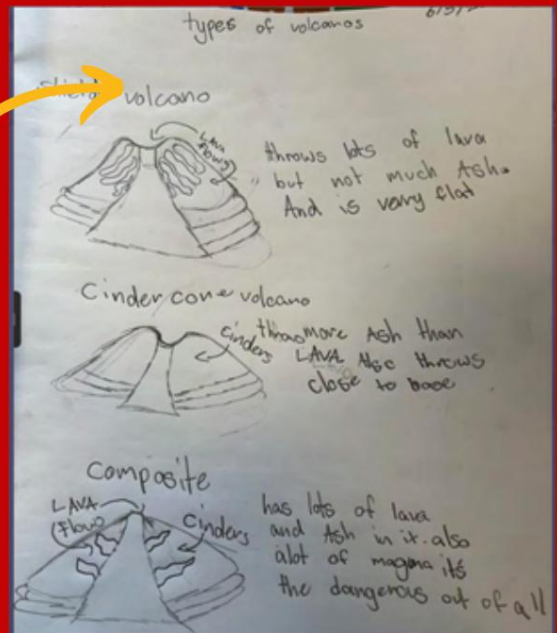 types of volcanos
shield volcano
LAVA
flows
throws lots of lava
but not much Ash.
And is very flat
Cinder cone volcano
cinders
throws more Ash than
LAVA Also throws
close to base
composite
LAVA
(flow)
cinders
has lots of lava
and Ash in it. also
alot of magma its
the dangerous out of all